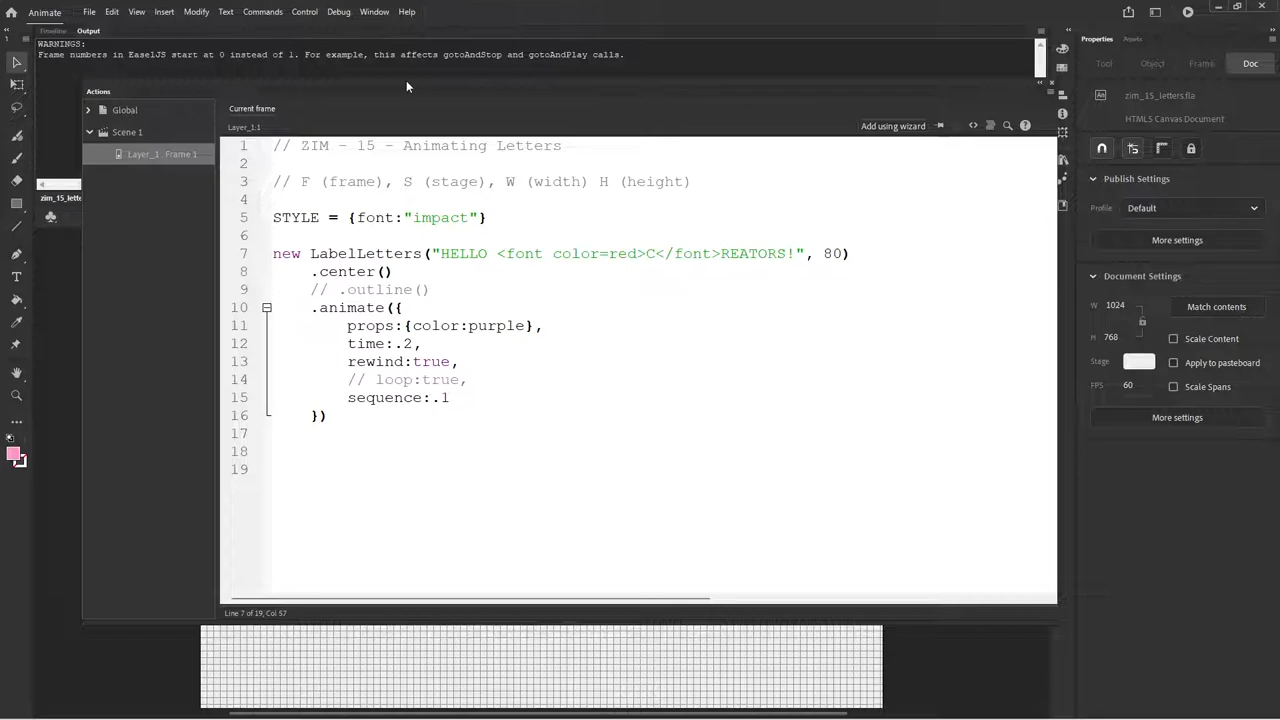 Animate File Edit View Insert Modify Text Commands Control Debug Window Help
Timeline Output
WARNINGS:
Frame numbers in EaselJS start at 0 instead of 1. For example, this affects gotoAndStop and gotoAndPlay calls.
Actions
Global
Scene 1
Layer_1 : Frame 1
zim_15_lette
Current frame
Layer_1:1
Add using wizard
1 // ZIM - 15 - Animating Letters
2
3 // F (frame), S (stage), W (width) H (height)
4
5 STYLE = {font:"impact"}
6
7 new LabelLetters("HELLO <font color=red>C</font>REATORS!", 80)
8 .center()
9 // .outline()
10 .animate({
11 props:{color:purple},
12 time:.2,
13 rewind:true,
14 // loop:true,
15 sequence:.1
16 })
17
18
19
Line 7 of 19, Col 57
Properties Assets
Tool Object Frame Doc
An zim_15_letters.fla
HTML5 Canvas Document
Publish Settings
Profile Default
More settings
Document Settings
W 1024 Match contents
H 768 Scale Content
Stage Apply to pasteboard
FPS 60 Scale Spans
More settings